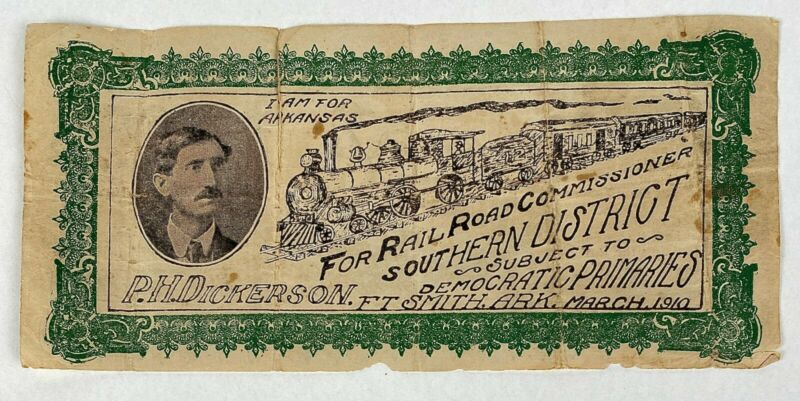 I AM FOR
ARKANSAS
P.H.DICKERSON.
FOR RAIL ROAD COMMISSIONER
SOUTHERN DISTRICT
SUBJECT TO
DEMOCRATIC PRIMARIES
FT SMITH, ARK. MARCH, 1910